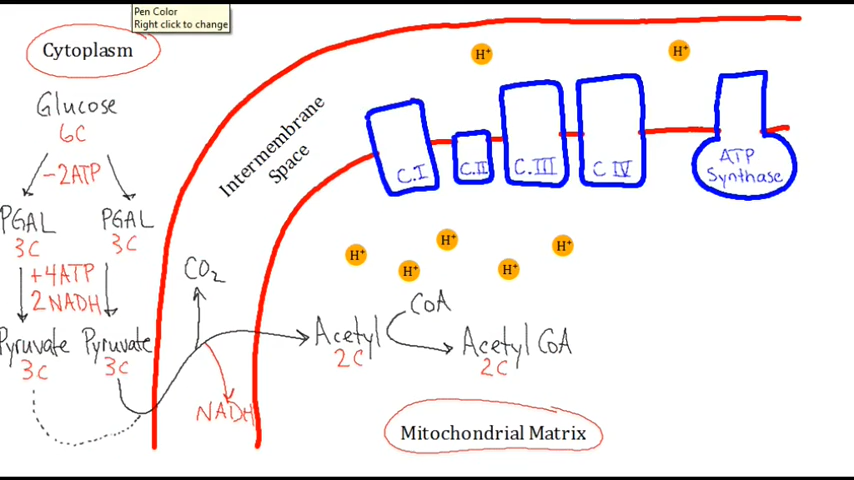 Pen Color
Right click to change
Cytoplasm
Glucose
6C
-2ATP
PGAL PGAL
3C 3C
+4ATP
2NADH
Pyruvate Pyruvate
3C 3C
CO2
NADH
Intermembrane
Space
H+ H+
C.I C.II C.III C IV
ATP
Synthase
H+ H+ H+ H+ H+
Acetyl
2C
CoA
Acetyl CoA
2C
Mitochondrial Matrix